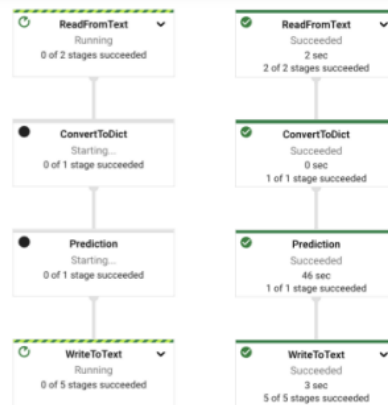 ReadFromText
Running
0 of 2 stages succeeded
ConvertToDict
Starting...
0 of 1 stage succeeded
Prediction
Starting...
0 of 1 stage succeeded
WriteToText
Running
0 of 5 stages succeeded
ReadFromText
Succeeded
2 sec
2 of 2 stages succeeded
ConvertToDict
Succeeded
0 sec
1 of 1 stage succeeded
Prediction
Succeeded
46 sec
1 of 1 stage succeeded
WriteToText
Succeeded
3 sec
5 of 5 stages succeeded